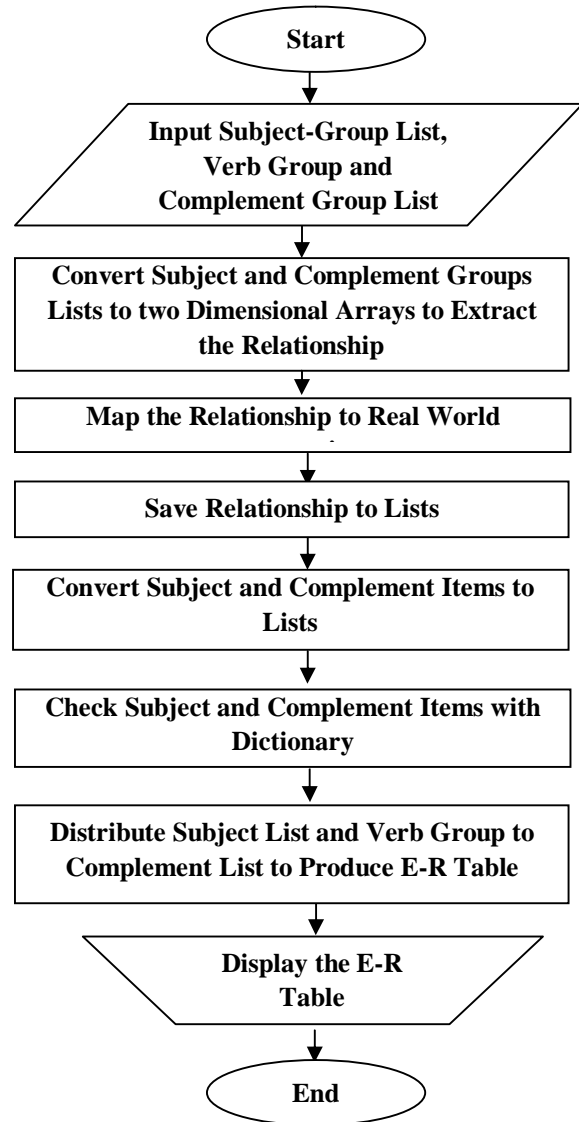 Start
Input Subject-Group List,
Verb Group and
Complement Group List
Convert Subject and Complement Groups
Lists to two Dimensional Arrays to Extract
the Relationship
Map the Relationship to Real World
Save Relationship to Lists
Convert Subject and Complement Items to
Lists
Check Subject and Complement Items with
Dictionary
Distribute Subject List and Verb Group to
Complement List to Produce E-R Table
Display the E-R
Table
End